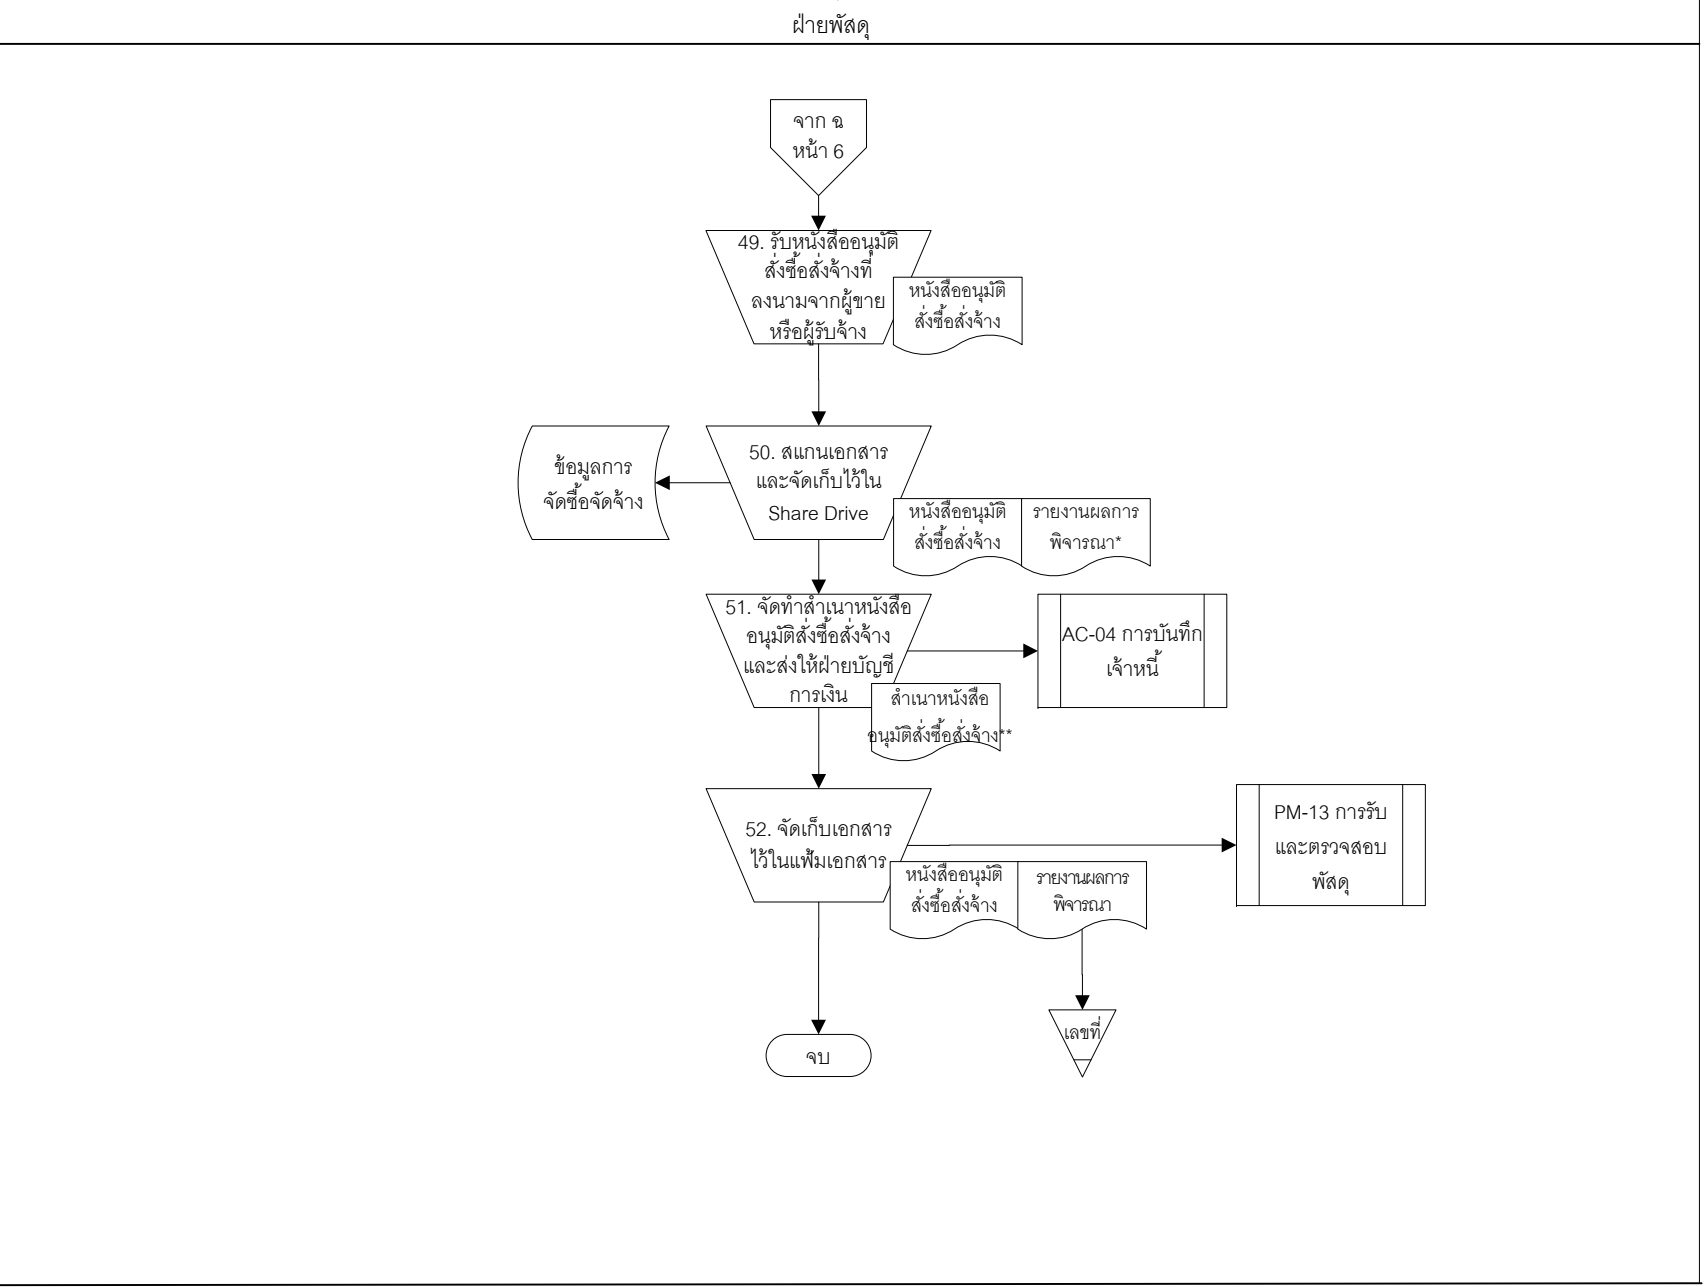 ฝ่ายพัสดุ
จาก ฉ
หน้า 6
49. รับหนังสืออนุมัติ
สั่งซื้อสั่งจ้างที่
ลงนามจากผู้ขาย
หรือผู้รับจ้าง
หนังสืออนุมัติ
สั่งซื้อสั่งจ้าง
ข้อมูลการ
จัดซื้อจัดจ้าง
50. สแกนเอกสาร
และจัดเก็บไว้ใน
Share Drive
หนังสืออนุมัติ
สั่งซื้อสั่งจ้าง
รายงานผลการ
พิจารณา*
51. จัดทำสำเนาหนังสือ
อนุมัติสั่งซื้อสั่งจ้าง
และส่งให้ฝ่ายบัญชี
การเงิน
สำเนาหนังสือ
อนุมัติสั่งซื้อสั่งจ้าง**
AC-04 การบันทึก
เจ้าหนี้
52. จัดเก็บเอกสาร
ไว้ในแฟ้มเอกสาร
หนังสืออนุมัติ
สั่งซื้อสั่งจ้าง
รายงานผลการ
พิจารณา
PM-13 การรับ
และตรวจสอบ
พัสดุ
จบ
เลขที่